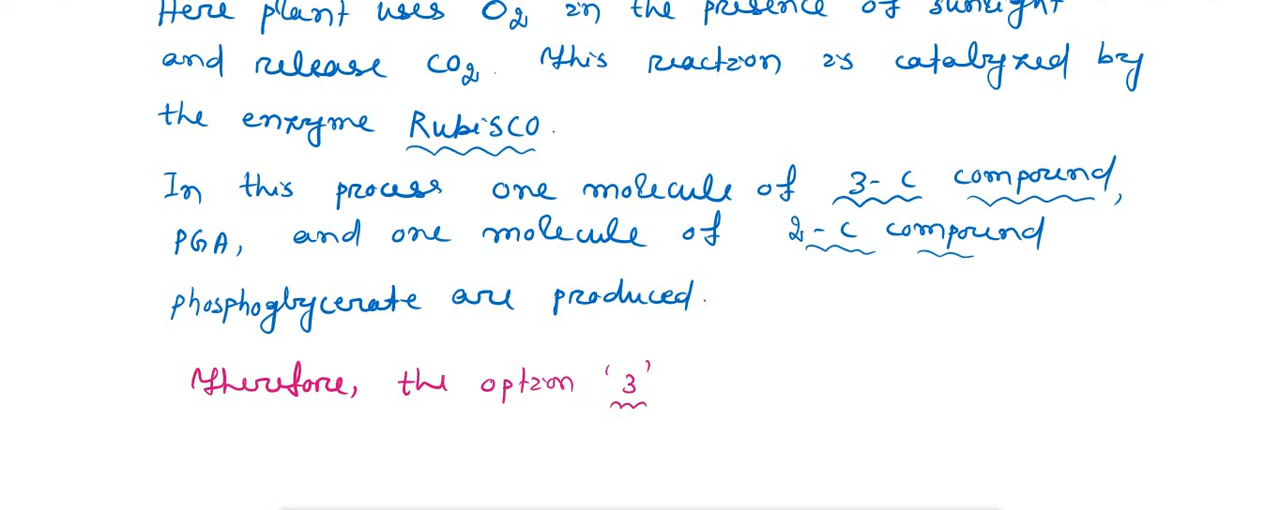 Here plant uses O2 in the presence of sunlight
and release CO2. This reaction is catalyzed by
the enzyme RubisCO.
In this process one molecule of 3-C compound,
PGA, and one molecule of 2-C compound
phosphoglycerate are produced.
Therefore, the option '3'